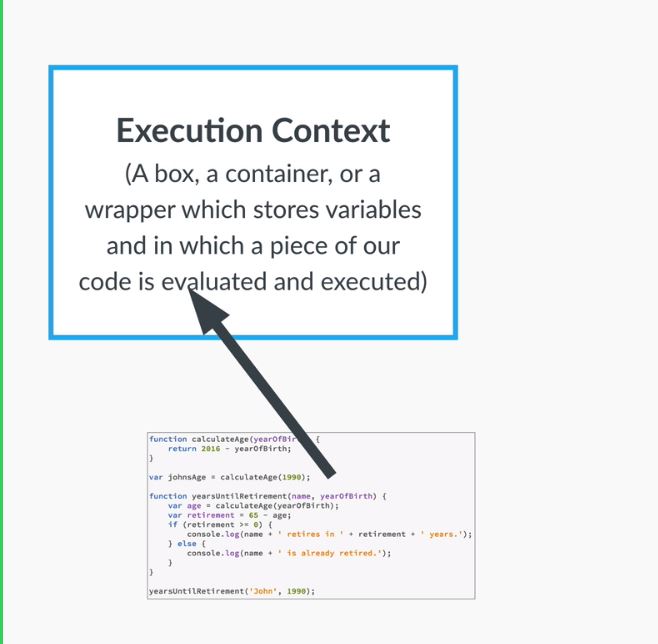 Execution Context
(A box, a container, or a
wrapper which stores variables
and in which a piece of our
code is evaluated and executed)
function calculateAge(yearOfBir {
    return 2016 - yearOfBirth;
}
var johnsAge = calculateAge(1990);
function yearsUntilRetirement(name, yearOfBirth) {
    var age = calculateAge(yearOfBirth);
    var retirement = 65 - age;
    if (retirement >= 0) {
        console.log(name + ' retires in ' + retirement + ' years.');
    } else {
        console.log(name + ' is already retired.');
    }
}
yearsUntilRetirement('John', 1990);